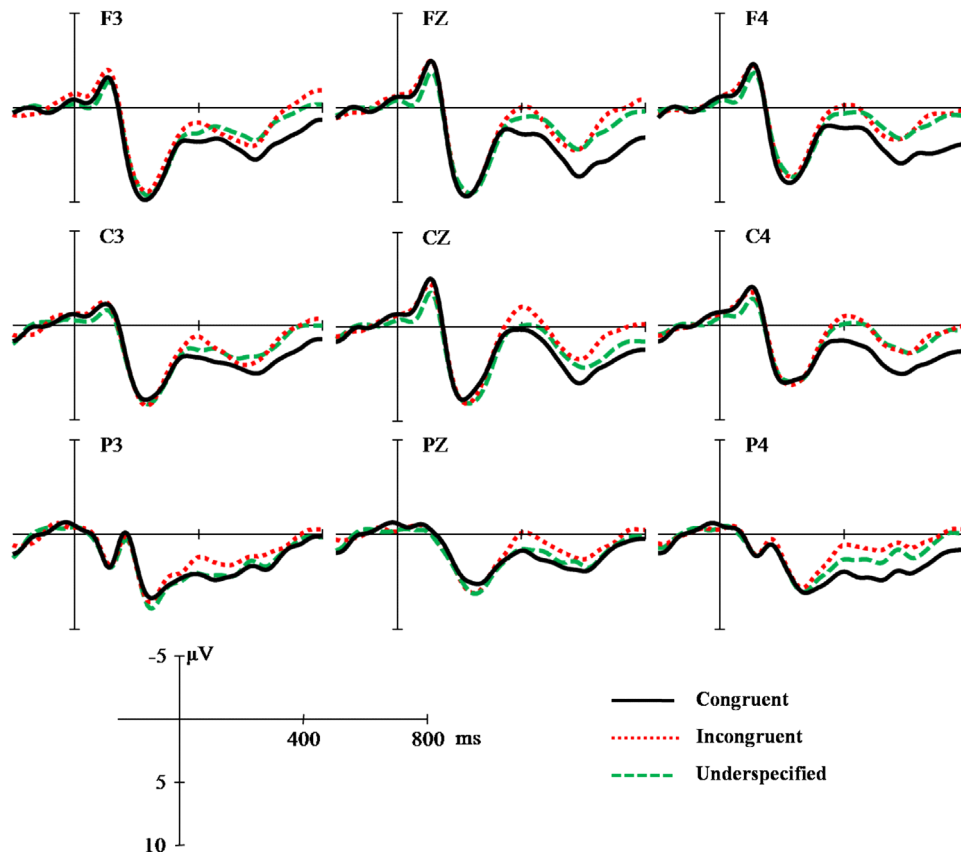 F3 FZ F4
C3 CZ C4
P3 PZ P4
-5 μV
400 800 ms
5
10
Congruent
Incongruent
Underspecified